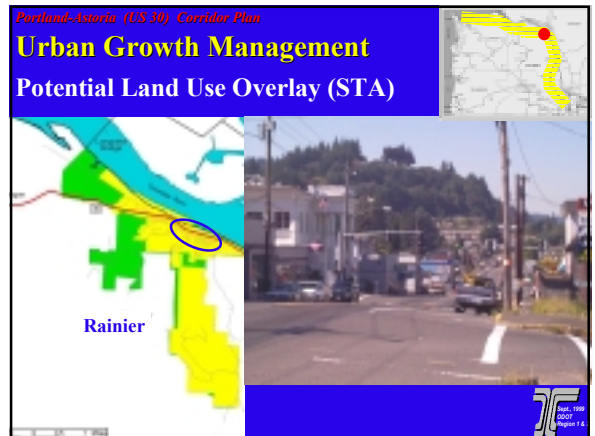 Portland-Astoria (US 30) Corridor Plan
Urban Growth Management
Potential Land Use Overlay (STA)
Rainier
Sept., 1999
ODOT
Region 1 &